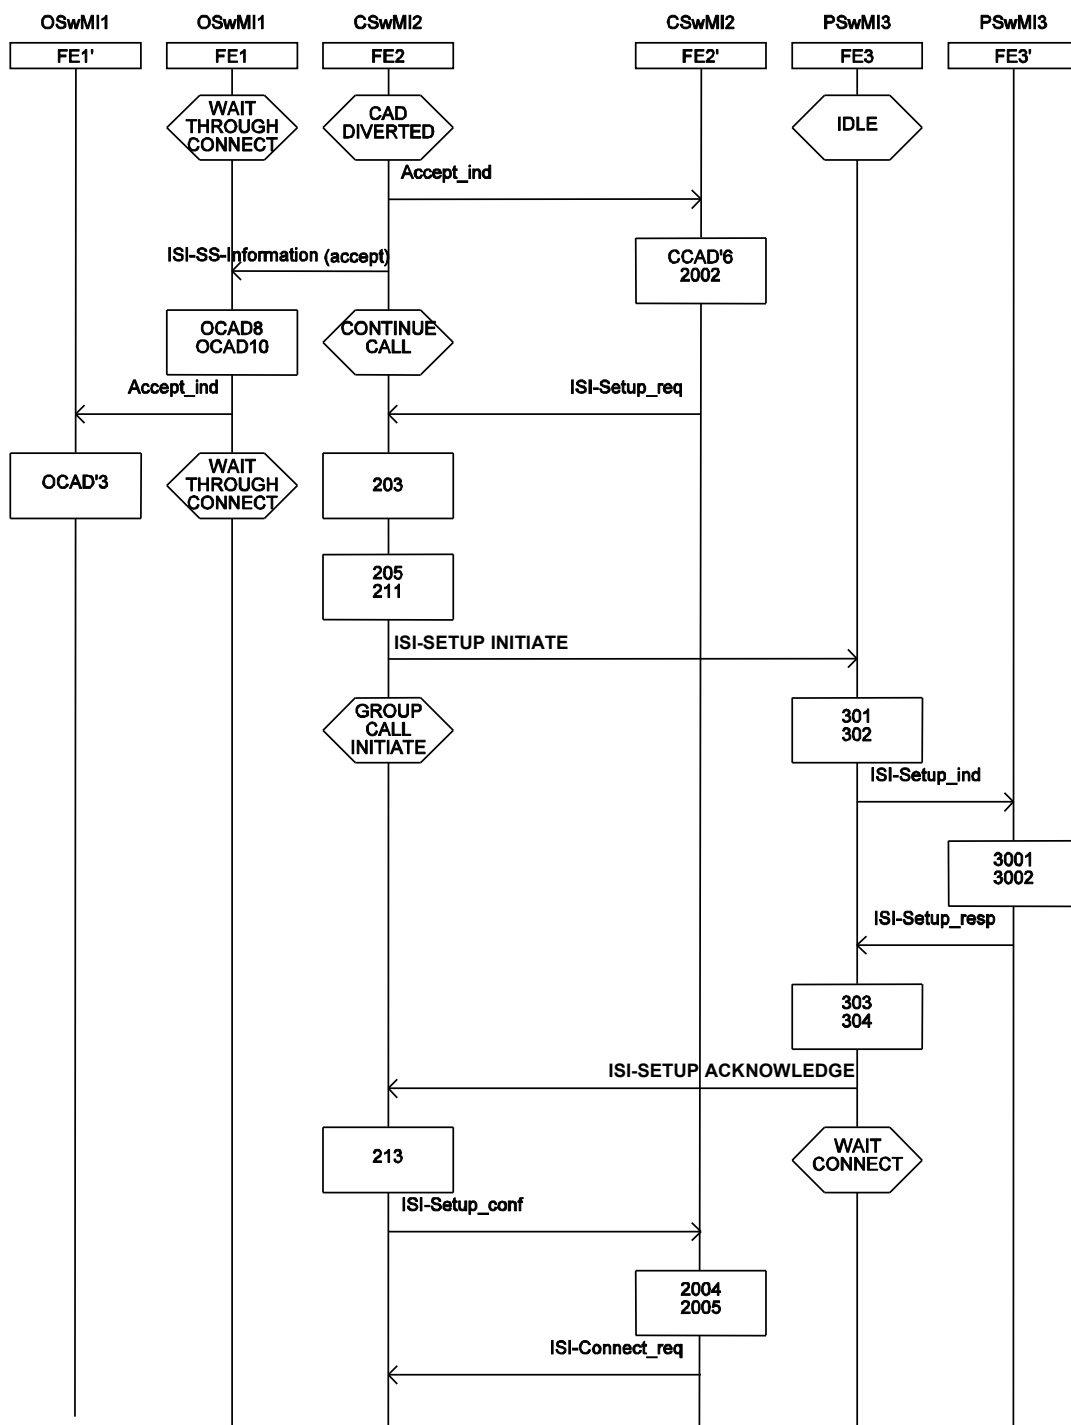 OSwMI1 OSwMI1 CSwMI2 CSwMI2 PSwMI3 PSwMI3
FE1' FE1 FE2 FE2' FE3 FE3'
WAIT
THROUGH
CONNECT
CAD
DIVERTED
IDLE
Accept_ind
ISI-SS-Information (accept)
CCAD'6
2002
OCAD8
OCAD10
CONTINUE
CALL
Accept_ind
ISI-Setup_req
OCAD'3
WAIT
THROUGH
CONNECT
203
205
211
ISI-SETUP INITIATE
GROUP
CALL
INITIATE
301
302
ISI-Setup_ind
3001
3002
ISI-Setup_resp
303
304
ISI-SETUP ACKNOWLEDGE
213
WAIT
CONNECT
ISI-Setup_conf
2004
2005
ISI-Connect_req